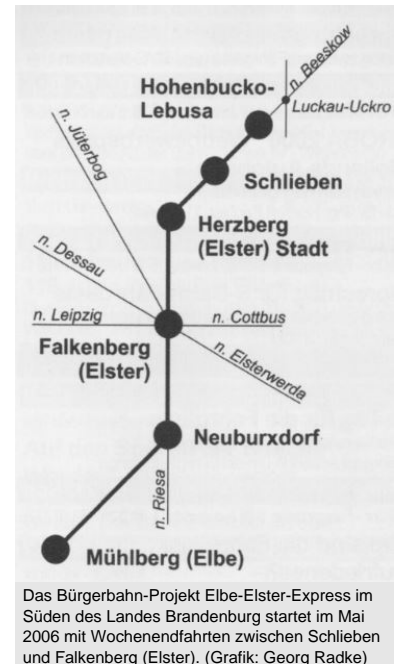 n. Beeskow
Hohenbucko-
Lebusa
Luckau-Uckro
n. Jüterbog
Schlieben
Herzberg
(Elster) Stadt
n. Dessau
n. Leipzig
n. Cottbus
Falkenberg
(Elster)
n. Elsterwerda
Neuburxdorf
n. Riesa
Mühlberg (Elbe)
Das Bürgerbahn-Projekt Elbe-Elster-Express im
Süden des Landes Brandenburg startet im Mai
2006 mit Wochenendfahrten zwischen Schlieben
und Falkenberg (Elster). (Grafik: Georg Radke)